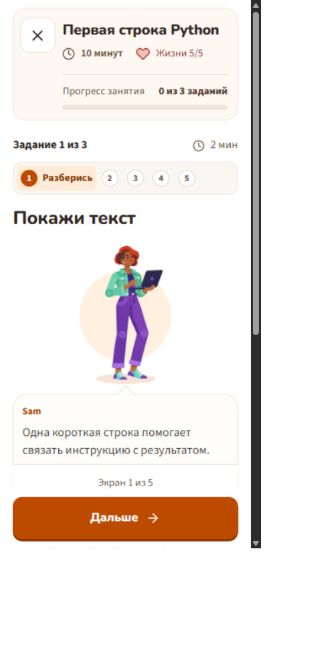 Первая строка Python
10 минут Жизни 5/5
Прогресс занятия 0 из 3 заданий
Задание 1 из 3 2 мин
1 Разберись 2 3 4 5
Покажи текст
Sam
Одна короткая строка помогает
связать инструкцию с результатом.
Экран 1 из 5
Дальше →